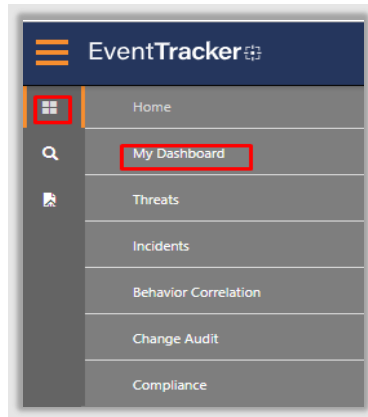 EventTracker
Home
My Dashboard
Threats
Incidents
Behavior Correlation
Change Audit
Compliance